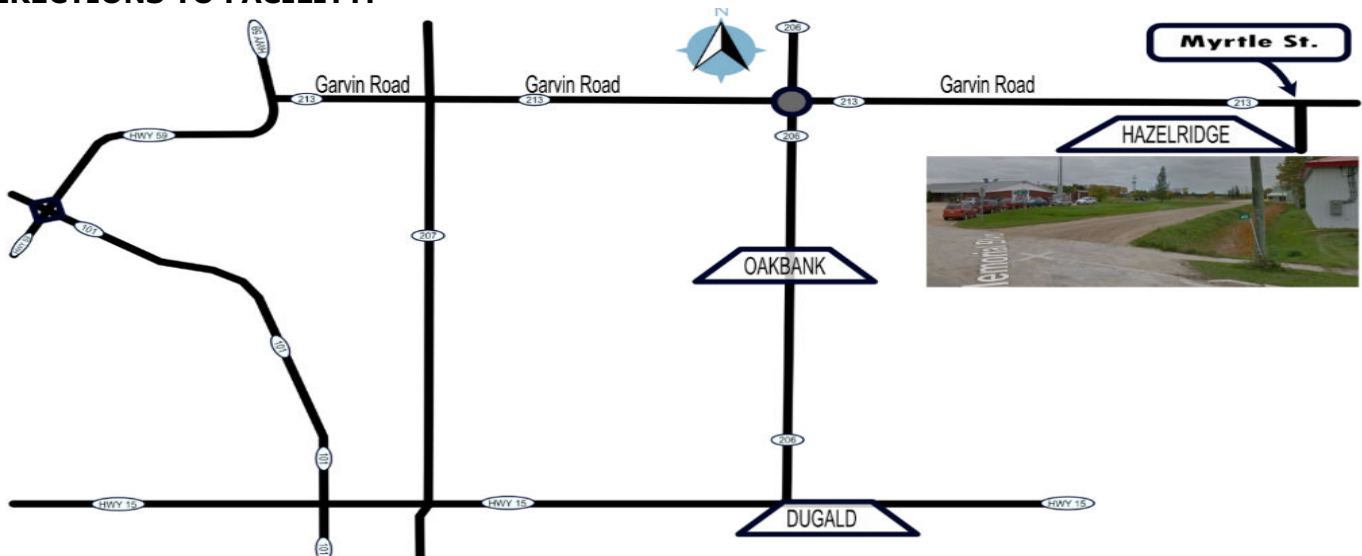 DIRECTIONS TO FACILITY:
N
HWY 59
206
Myrtle St.
Garvin Road
Garvin Road
Garvin Road
213
213
213
213
HWY 59
206
HAZELRIDGE
101
207
OAKBANK
101
206
101
HWY 15
HWY 15
HWY 15
DUGALD
101